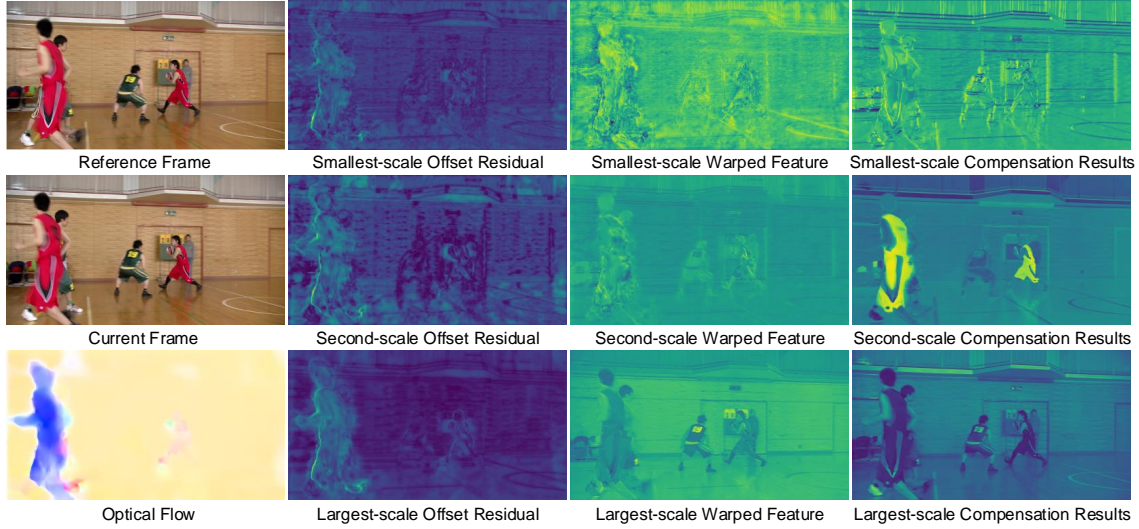 Reference Frame
Smallest-scale Offset Residual
Smallest-scale Warped Feature
Smallest-scale Compensation Results
Current Frame
Second-scale Offset Residual
Second-scale Warped Feature
Second-scale Compensation Results
Optical Flow
Largest-scale Offset Residual
Largest-scale Warped Feature
Largest-scale Compensation Results